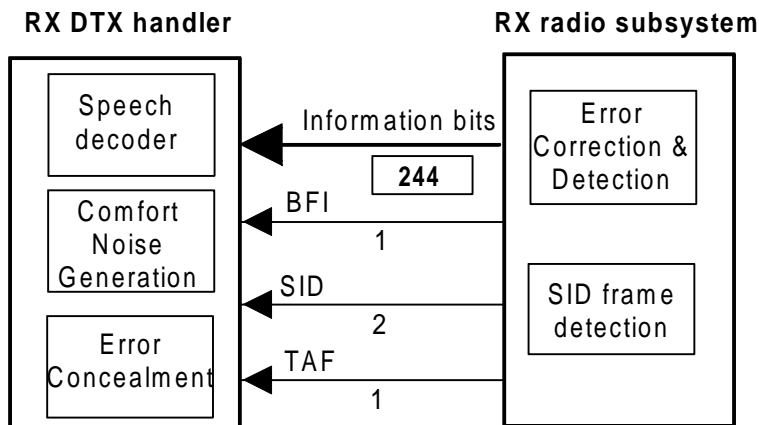 RX DTX handler
RX radio subsystem
Speech
decoder
Information bits
244
Error
Correction &
Detection
Comfort
Noise
Generation
BFI
1
SID
2
SID frame
detection
Error
Concealment
TAF
1